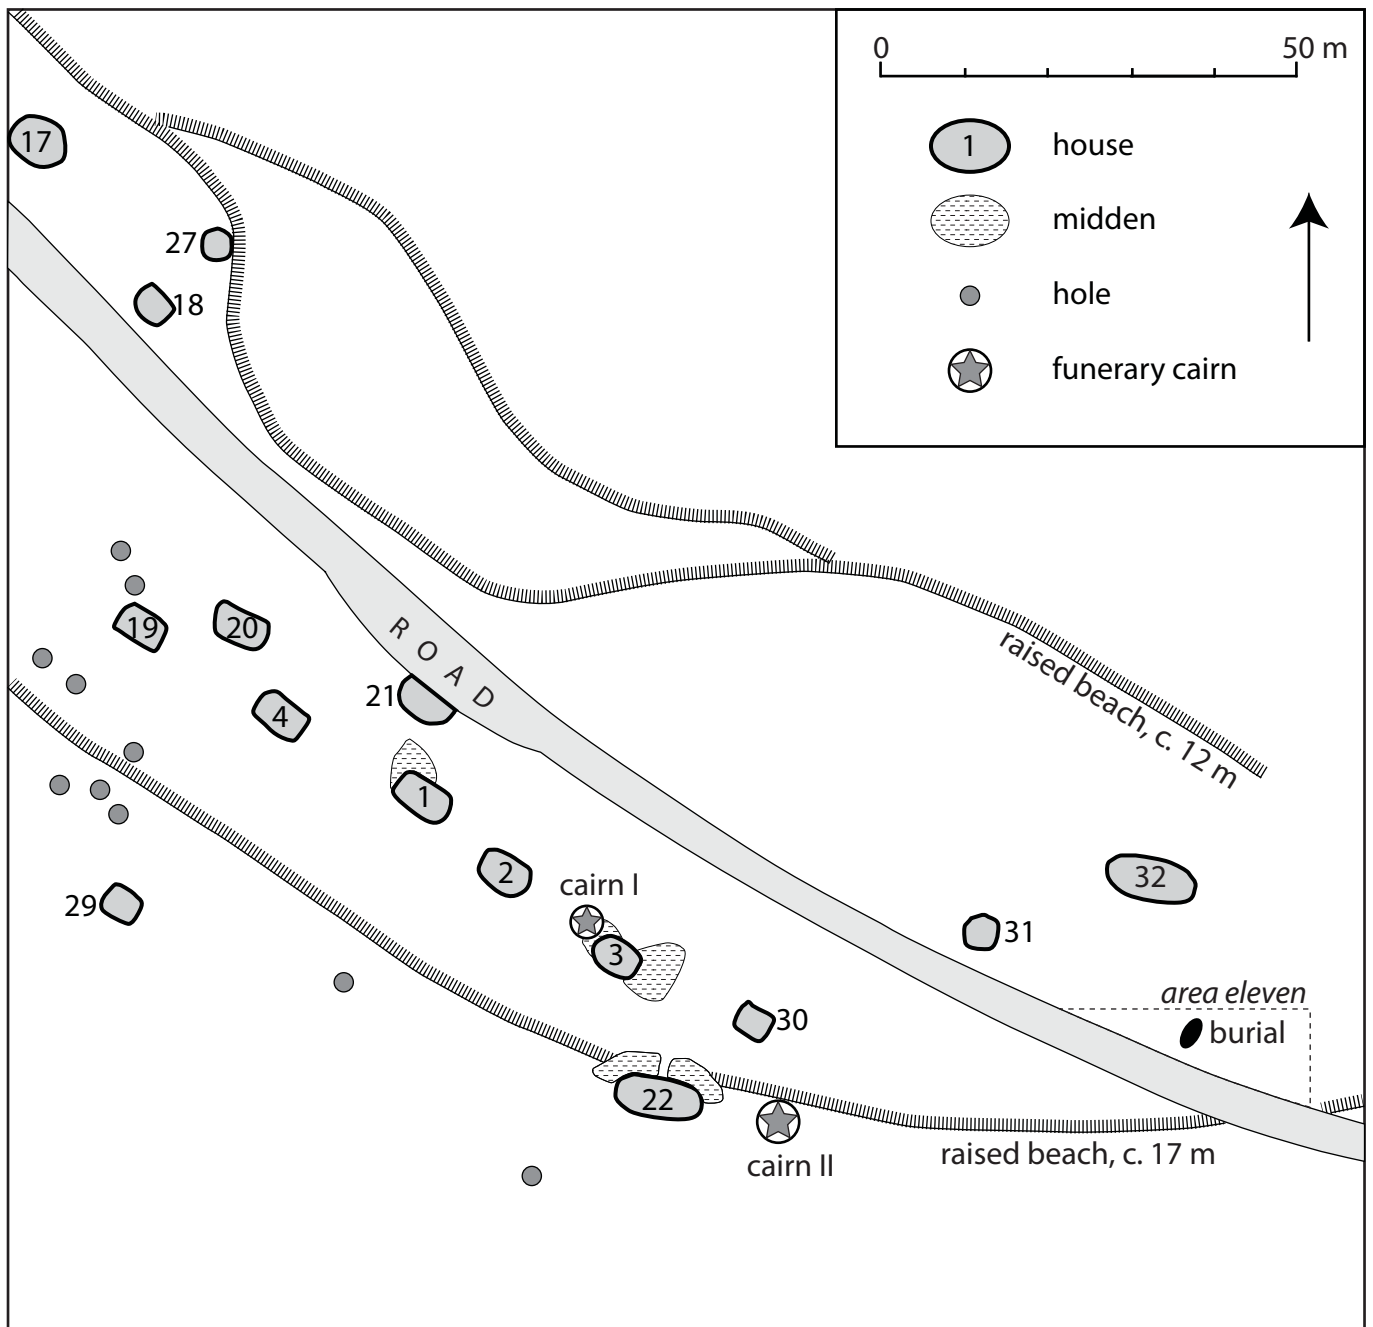 0 50 m
1 house
midden
hole
funerary cairn
17
27
18
19
20
ROAD
21
4
1
2
cairn I
3
29
30
22
cairn II
raised beach, c. 12 m
32
31
area eleven
burial
raised beach, c. 17 m